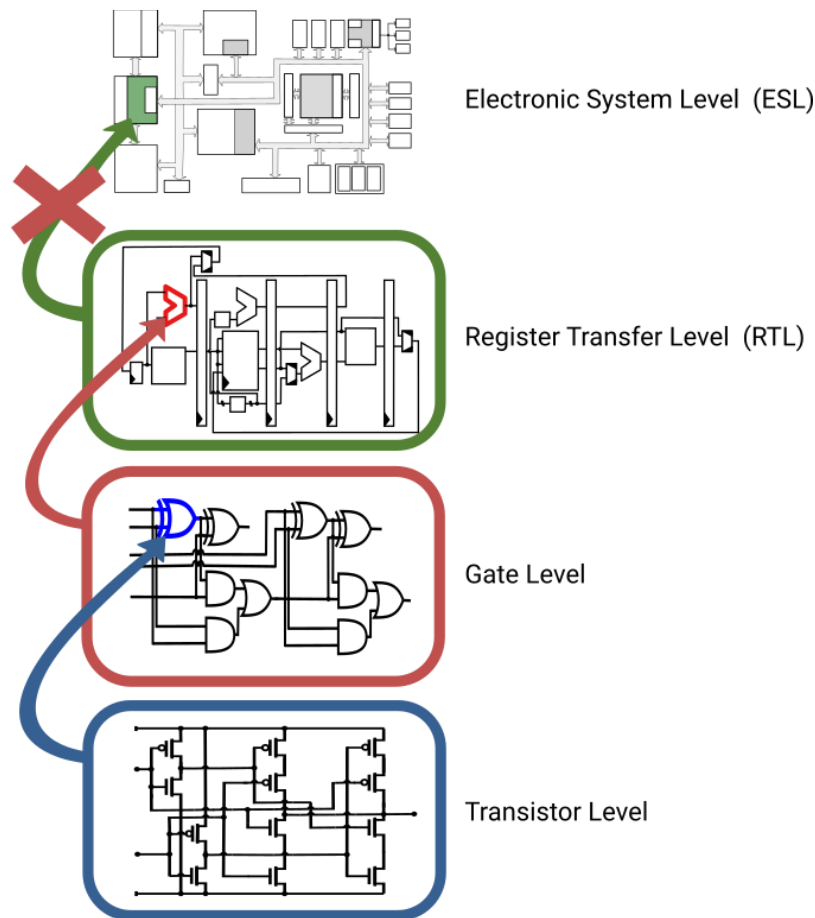 Electronic System Level (ESL)
Register Transfer Level (RTL)
Gate Level
Transistor Level